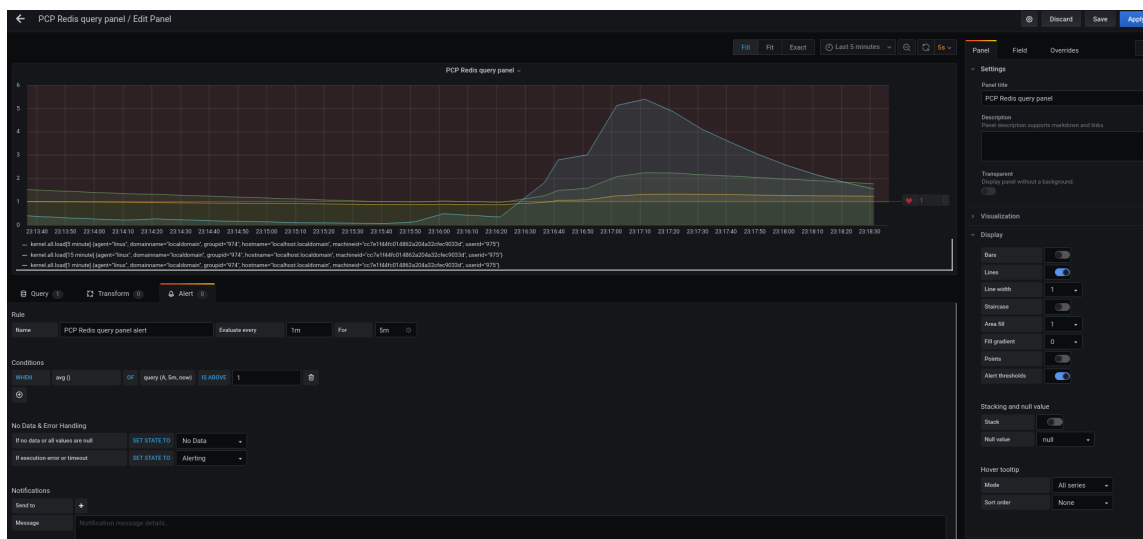 PCP Redis query panel / Edit Panel
Discard Save Apply
Fill Fit Exact Last 5 minutes 5s
PCP Redis query panel
6
5
4
3
2
1
0
1
23:13:40 23:13:50 23:14:00 23:14:10 23:14:20 23:14:30 23:14:40 23:14:50 23:15:00 23:15:10 23:15:20 23:15:30 23:15:40 23:15:50 23:16:00 23:16:10 23:16:20 23:16:30 23:16:40 23:16:50 23:17:00 23:17:10 23:17:20 23:17:30 23:17:40 23:17:50 23:18:00 23:18:10 23:18:20 23:18:30
kernel.all.load[5 minute] {agent="linux", domainname="localdomain", groupid="974", hostname="localhost.localdomain", machineid="cc7e1f44fc014862a204a32cfec9033d", userid="975"}
kernel.all.load[15 minute] {agent="linux", domainname="localdomain", groupid="974", hostname="localhost.localdomain", machineid="cc7e1f44fc014862a204a32cfec9033d", userid="975"}
kernel.all.load[1 minute] {agent="linux", domainname="localdomain", groupid="974", hostname="localhost.localdomain", machineid="cc7e1f44fc014862a204a32cfec9033d", userid="975"}
Query 1 Transform 0 Alert 0
Rule
Name PCP Redis query panel alert Evaluate every 1m For 5m
Conditions
WHEN avg () OF query (A, 5m, now) IS ABOVE 1
No Data & Error Handling
If no data or all values are null SET STATE TO No Data
If execution error or timeout SET STATE TO Alerting
Notifications
Send to
Message Notification message details...
Panel Field Overrides
Settings
Panel title
PCP Redis query panel
Description
Panel description supports markdown and links.
Transparent
Display panel without a background.
Visualization
Display
Bars
Lines
Line width 1
Staircase
Area fill 1
Fill gradient 0
Points
Alert thresholds
Stacking and null value
Stack
Null value null
Hover tooltip
Mode All series
Sort order None